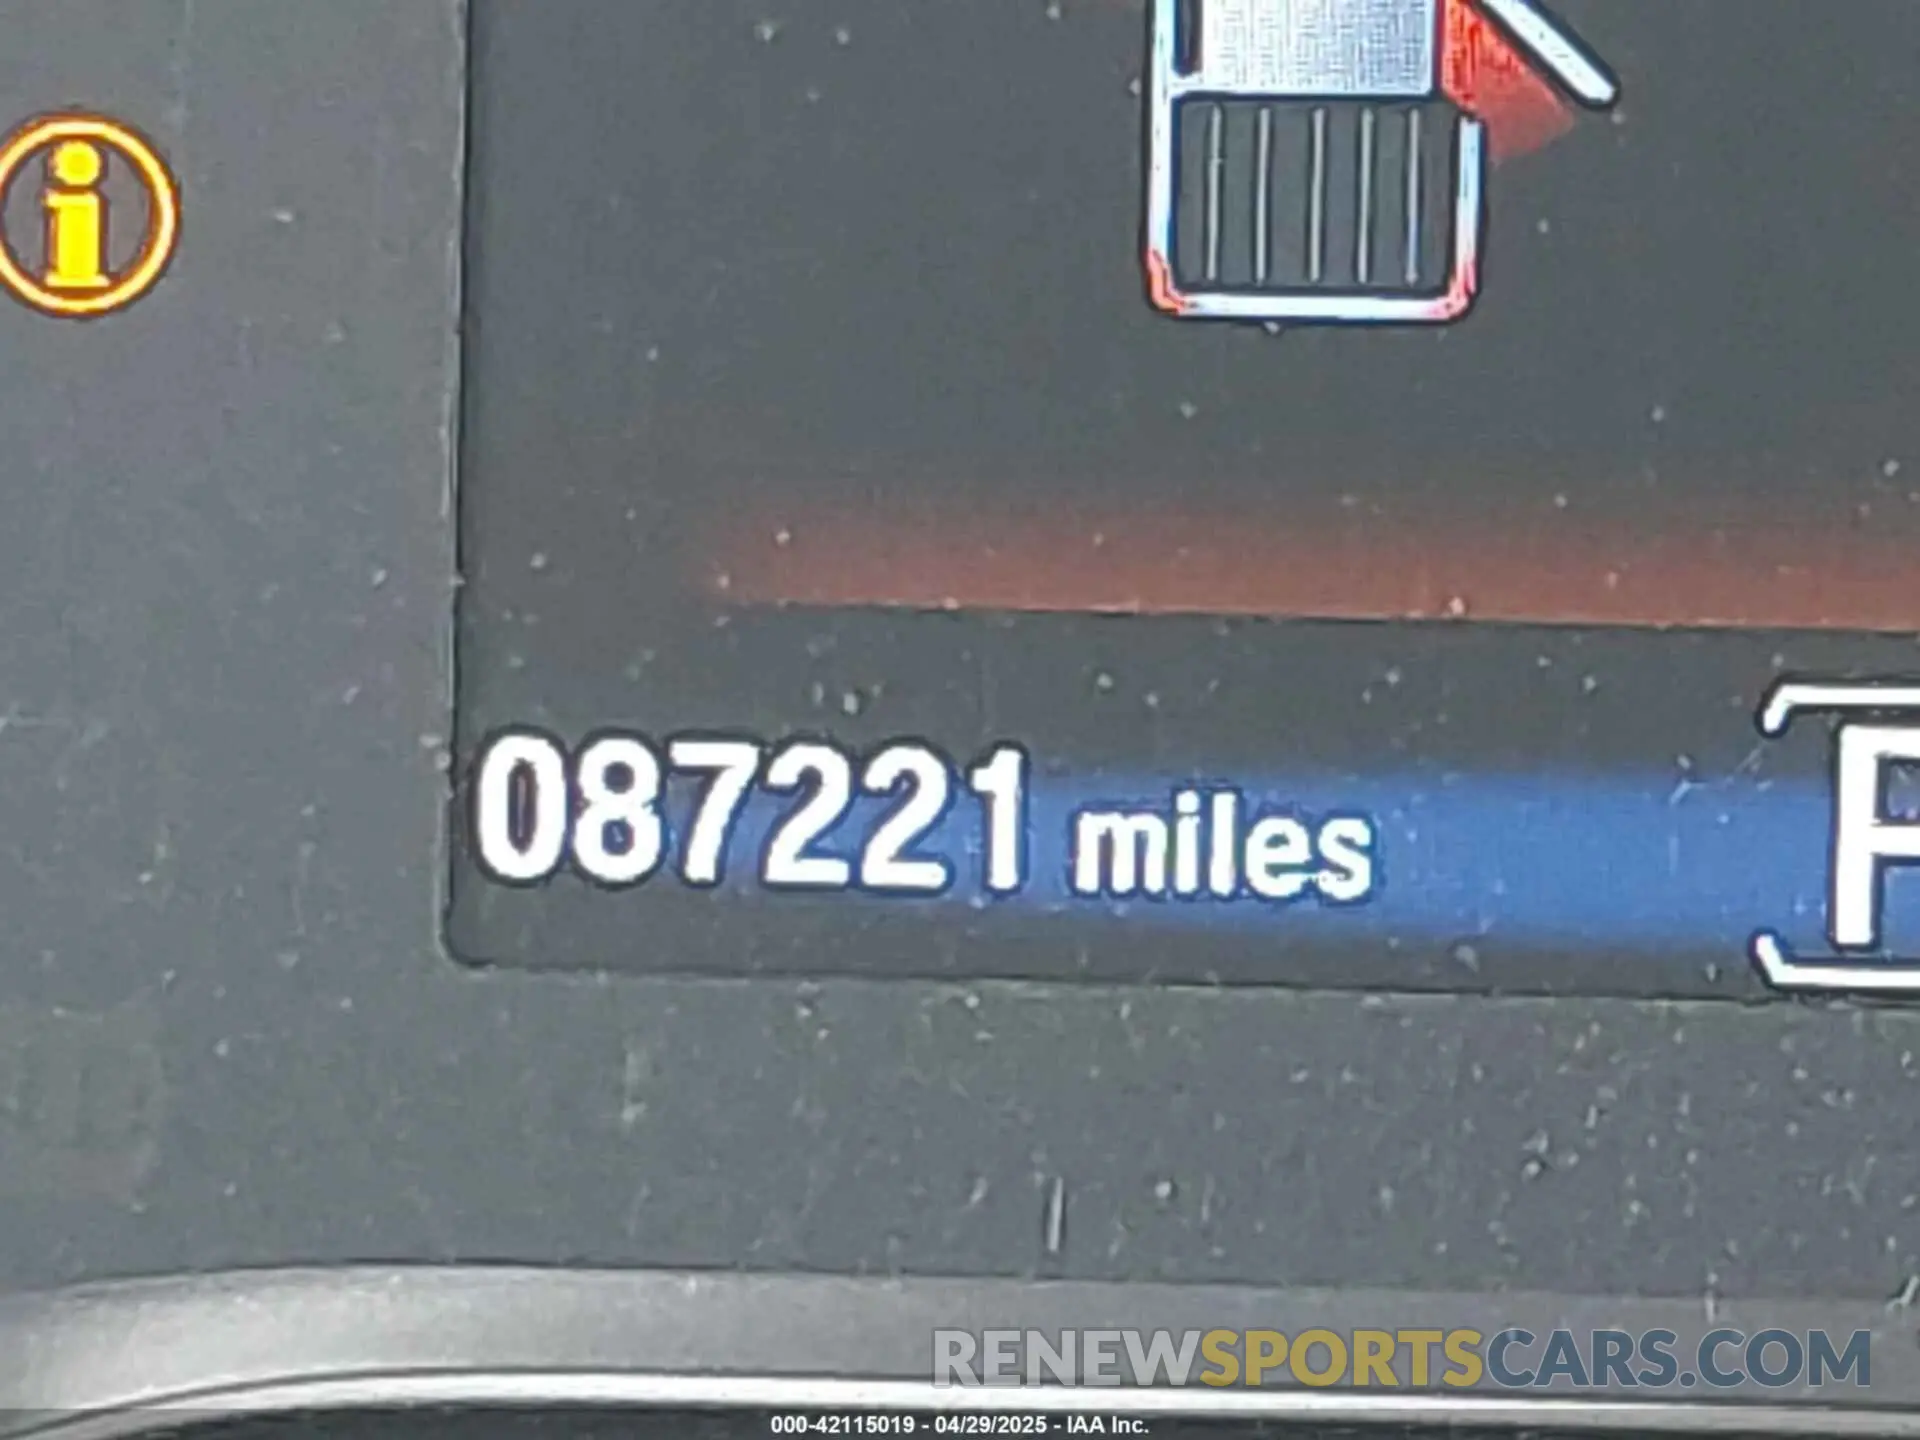 i
087221 miles
P
RENEWSPORTSCARS.COM
000-42115019 - 04/29/2025 - IAA Inc.